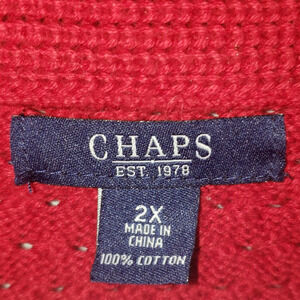 CHAPS
EST. 1978
2X
MADE IN
CHINA
100% COTTON